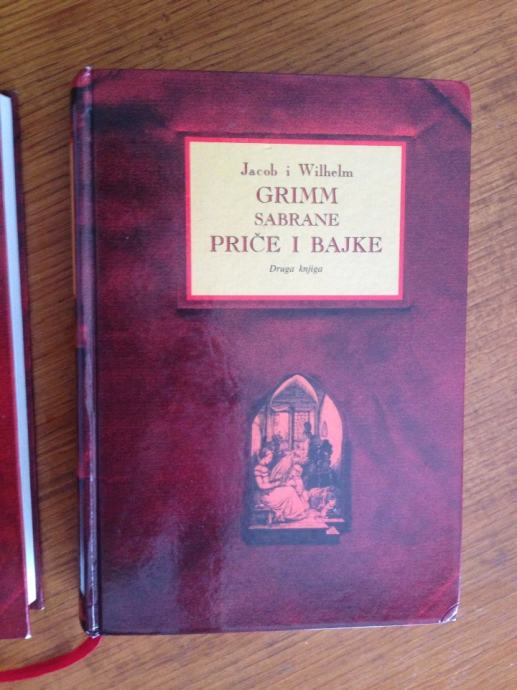 Jacob i Wilhelm
GRIMM
SABRANE
PRIČE I BAJKE
Druga knjiga